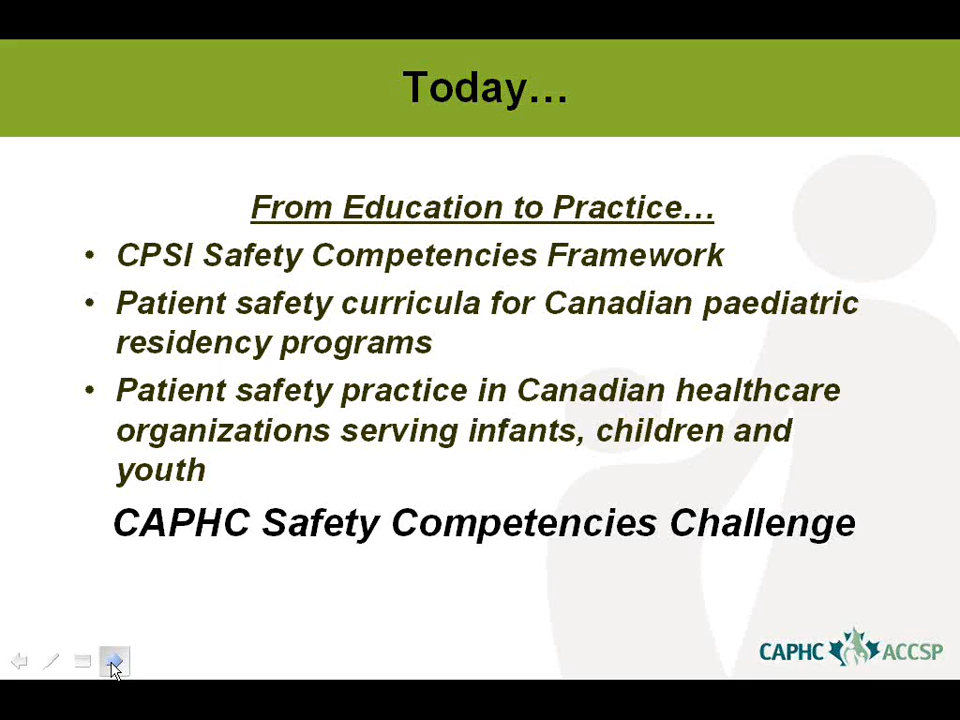 Today…
From Education to Practice…
• CPSI Safety Competencies Framework
• Patient safety curricula for Canadian paediatric
residency programs
• Patient safety practice in Canadian healthcare
organizations serving infants, children and
youth
CAPHC Safety Competencies Challenge
CAPHC ACCSP